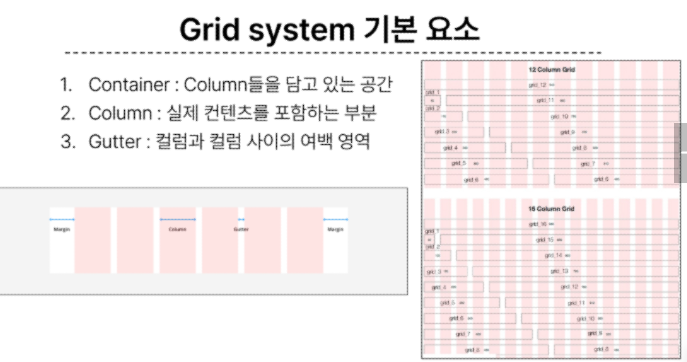 Grid system 기본 요소
1. Container : Column들을 담고 있는 공간
2. Column : 실제 컨텐츠를 포함하는 부분
3. Gutter : 컬럼과 컬럼 사이의 여백 영역
Margin Column Gutter Margin
12 Column Grid
grid_12
grid_1
grid_11
grid_2
grid_10
grid_3 grid_9
grid_4 grid_8
grid_5 grid_7
grid_6 grid_6
16 Column Grid
grid_16
grid_1
grid_15
grid_2
grid_14
grid_3 grid_13
grid_4 grid_12
grid_5 grid_11
grid_6 grid_10
grid_7 grid_9
grid_8 grid_8